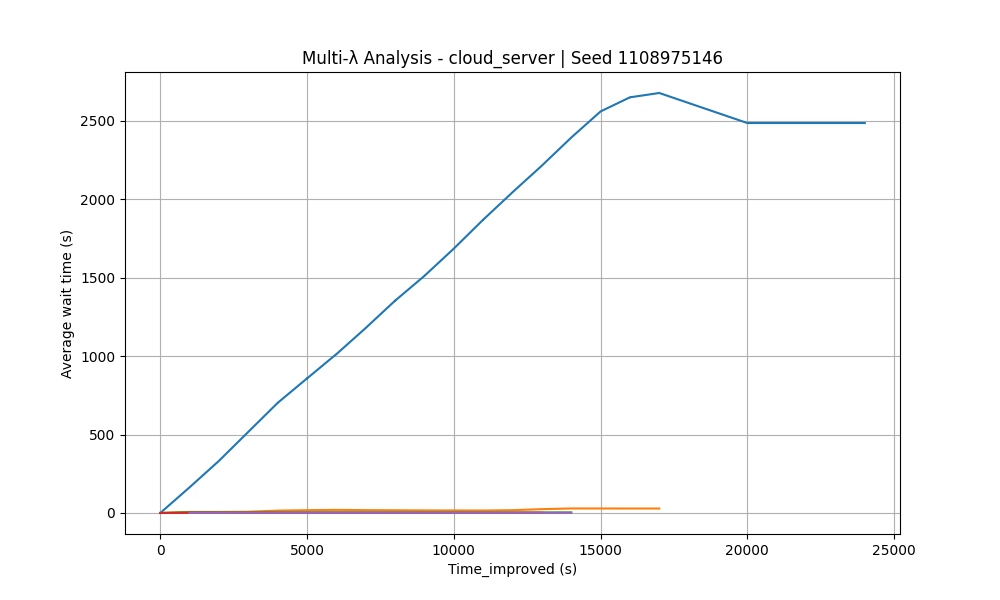 Multi-λ Analysis - cloud_server | Seed 1108975146
Average wait time (s)
2500
2000
1500
1000
500
0
0 5000 10000 15000 20000 25000
Time_improved (s)